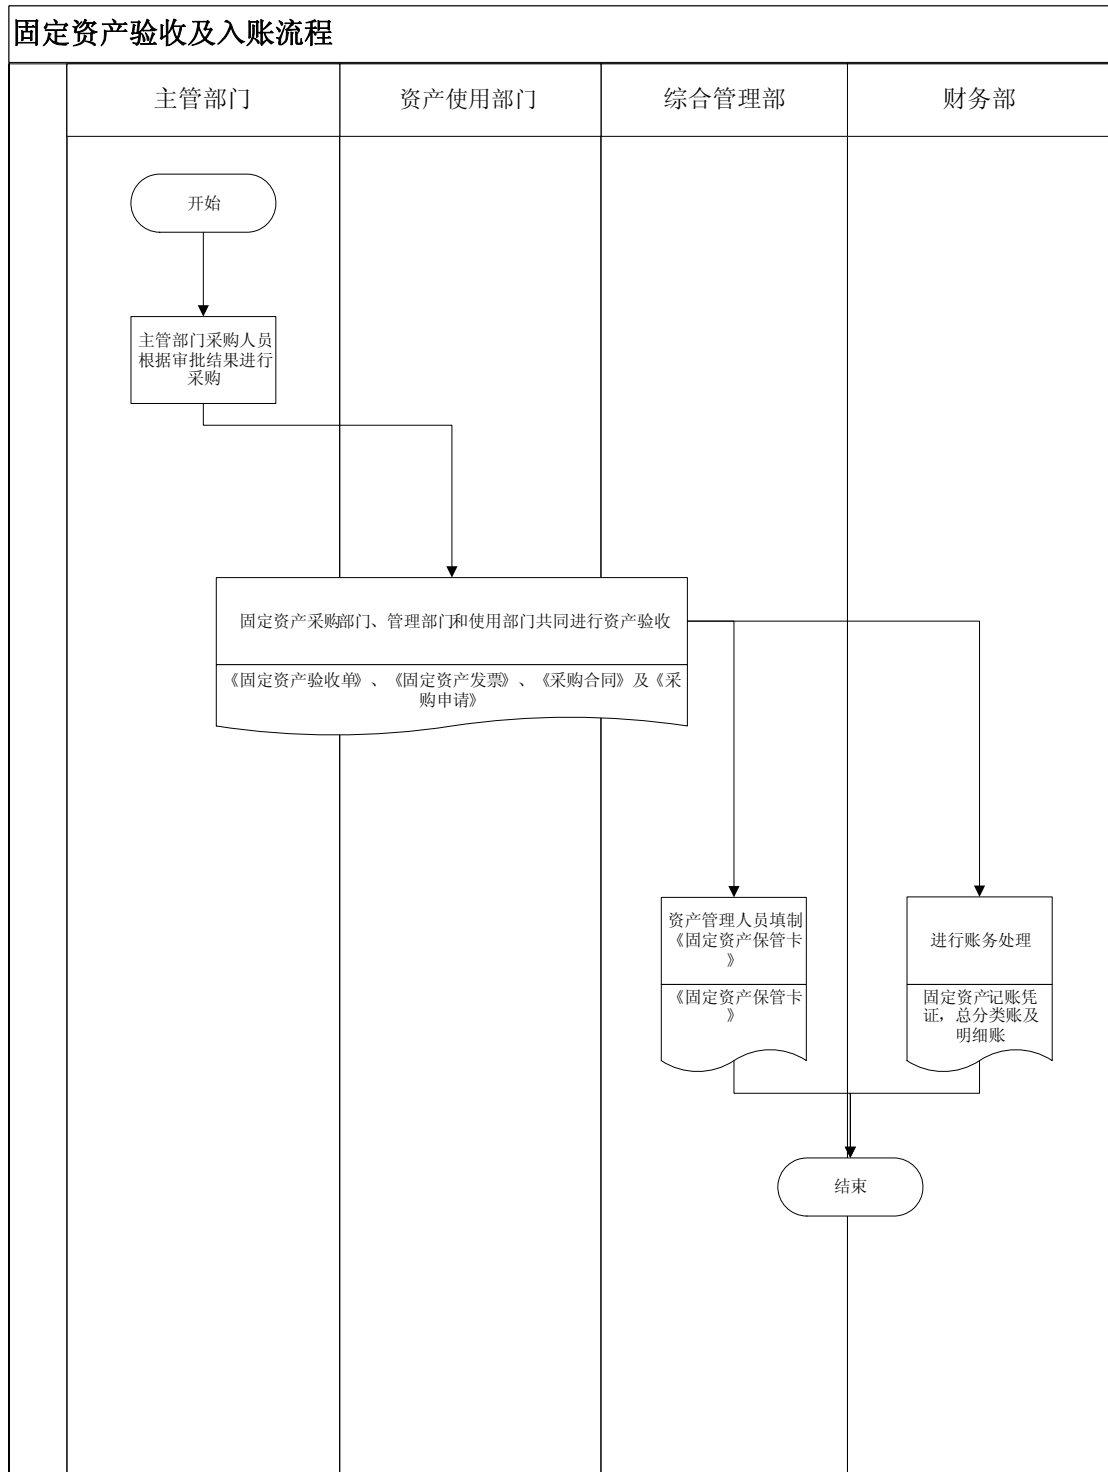 固定资产验收及入账流程
主管部门
资产使用部门
综合管理部
财务部
开始
主管部门采购人员
根据审批结果进行
采购
固定资产采购部门、管理部门和使用部门共同进行资产验收
《固定资产验收单》、《固定资产发票》、《采购合同》及《采
购申请》
资产管理人员填制
《固定资产保管卡
》
《固定资产保管卡
》
进行账务处理
固定资产记账凭
证，总分类账及
明细账
结束